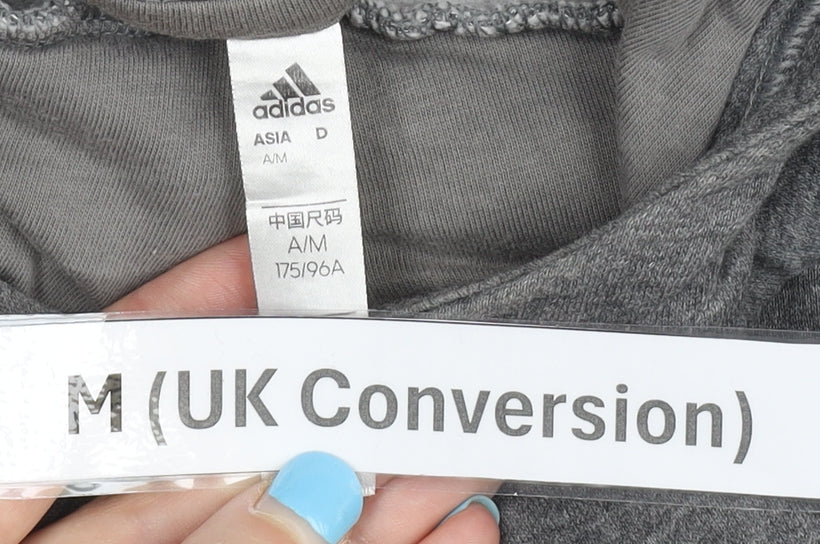 adidas
ASIA D
A/M
中国尺码
A/M
175/96A
M (UK Conversion)